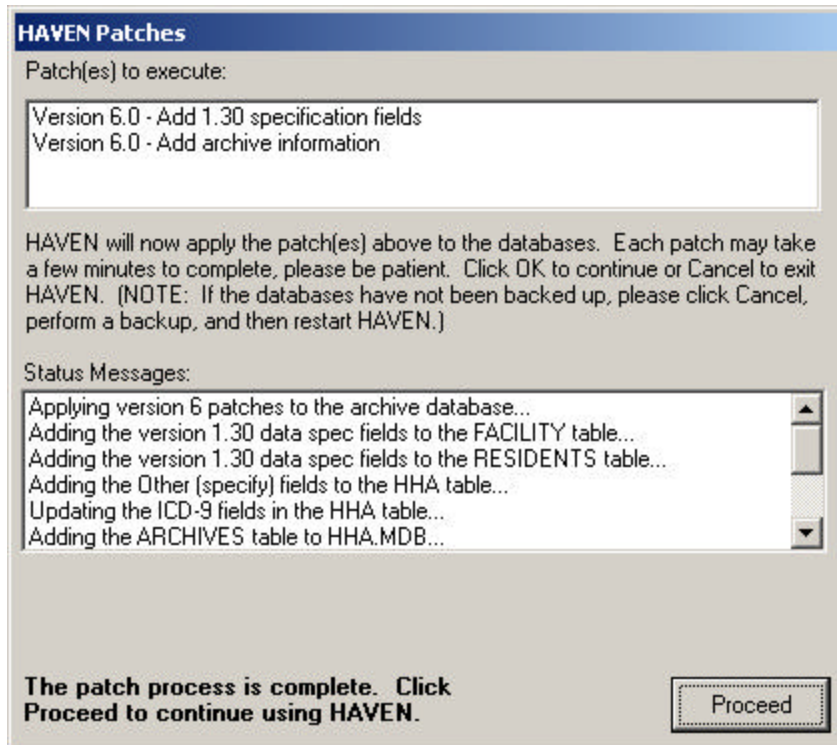 HAVEN Patches
Patch(es) to execute:
Version 6.0 - Add 1.30 specification fields
Version 6.0 - Add archive information
HAVEN will now apply the patch(es) above to the databases.  Each patch may take
a few minutes to complete, please be patient.  Click OK to continue or Cancel to exit
HAVEN.  (NOTE:  If the databases have not been backed up, please click Cancel,
perform a backup, and then restart HAVEN.)
Status Messages:
Applying version 6 patches to the archive database...
Adding the version 1.30 data spec fields to the FACILITY table...
Adding the version 1.30 data spec fields to the RESIDENTS table...
Adding the Other (specify) fields to the HHA table...
Updating the ICD-9 fields in the HHA table...
Adding the ARCHIVES table to HHA.MDB...
The patch process is complete.  Click
Proceed to continue using HAVEN.
Proceed